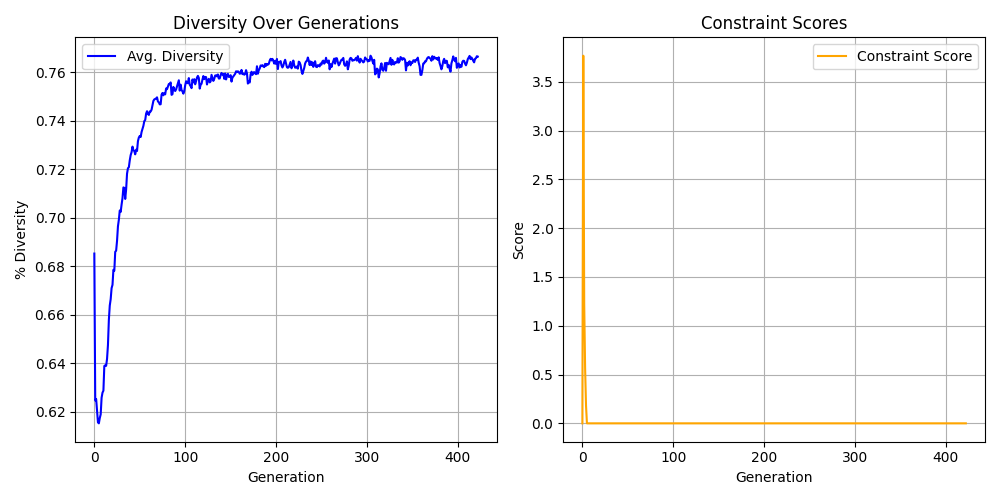 Diversity Over Generations
Avg. Diversity
% Diversity
0.76
0.74
0.72
0.70
0.68
0.66
0.64
0.62
0 100 200 300 400
Generation
Constraint Scores
Constraint Score
Score
3.5
3.0
2.5
2.0
1.5
1.0
0.5
0.0
0 100 200 300 400
Generation